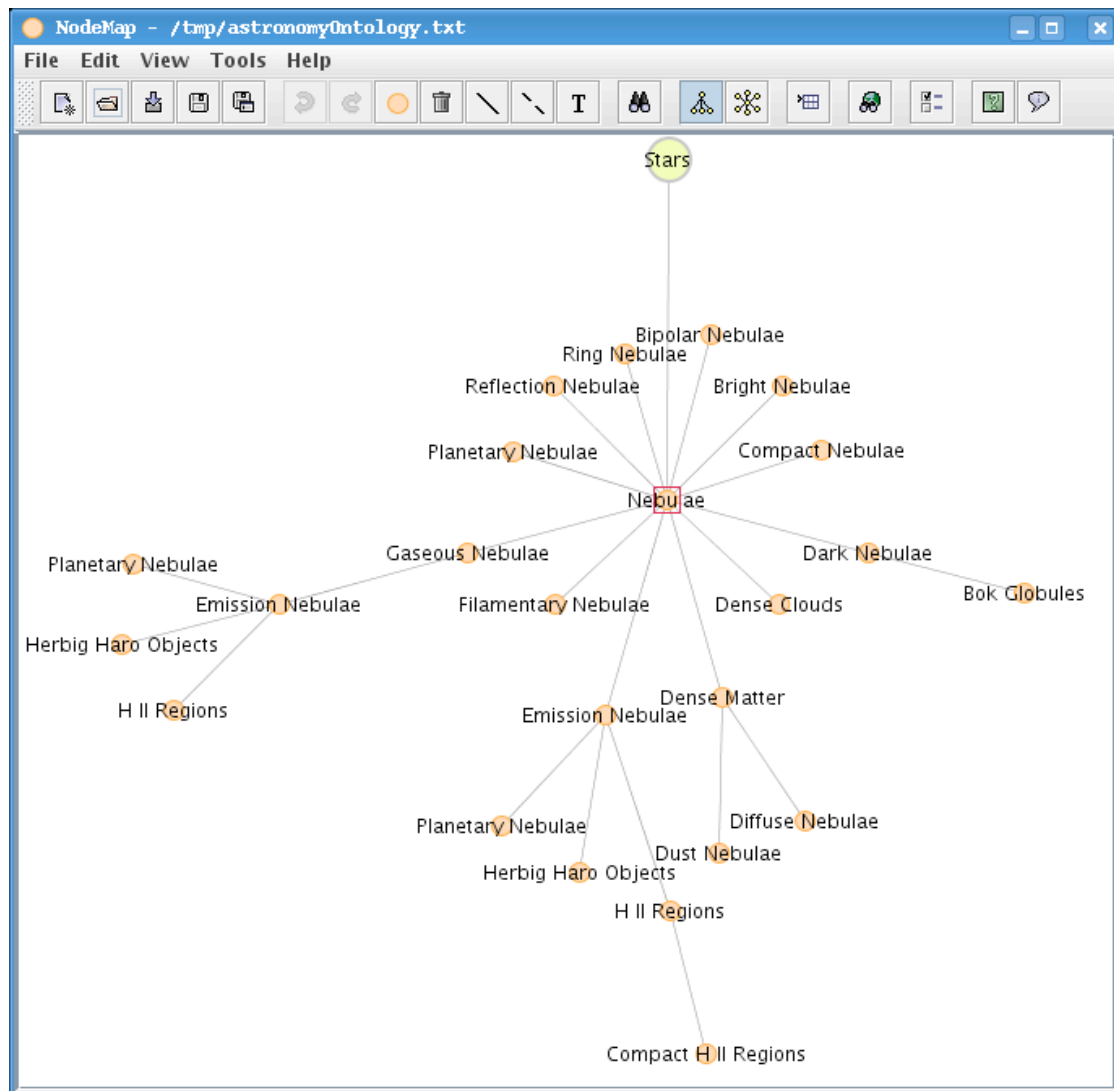 NodeMap - /tmp/astronomyOntology.txt
File Edit View Tools Help
T
Stars
Bipolar Nebulae
Ring Nebulae
Reflection Nebulae
Bright Nebulae
Planetary Nebulae
Compact Nebulae
Nebulae
Gaseous Nebulae
Dark Nebulae
Planetary Nebulae
Emission Nebulae
Filamentary Nebulae
Dense Clouds
Bok Globules
Herbig Haro Objects
H II Regions
Dense Matter
Emission Nebulae
Planetary Nebulae
Diffuse Nebulae
Dust Nebulae
Herbig Haro Objects
H II Regions
Compact H II Regions